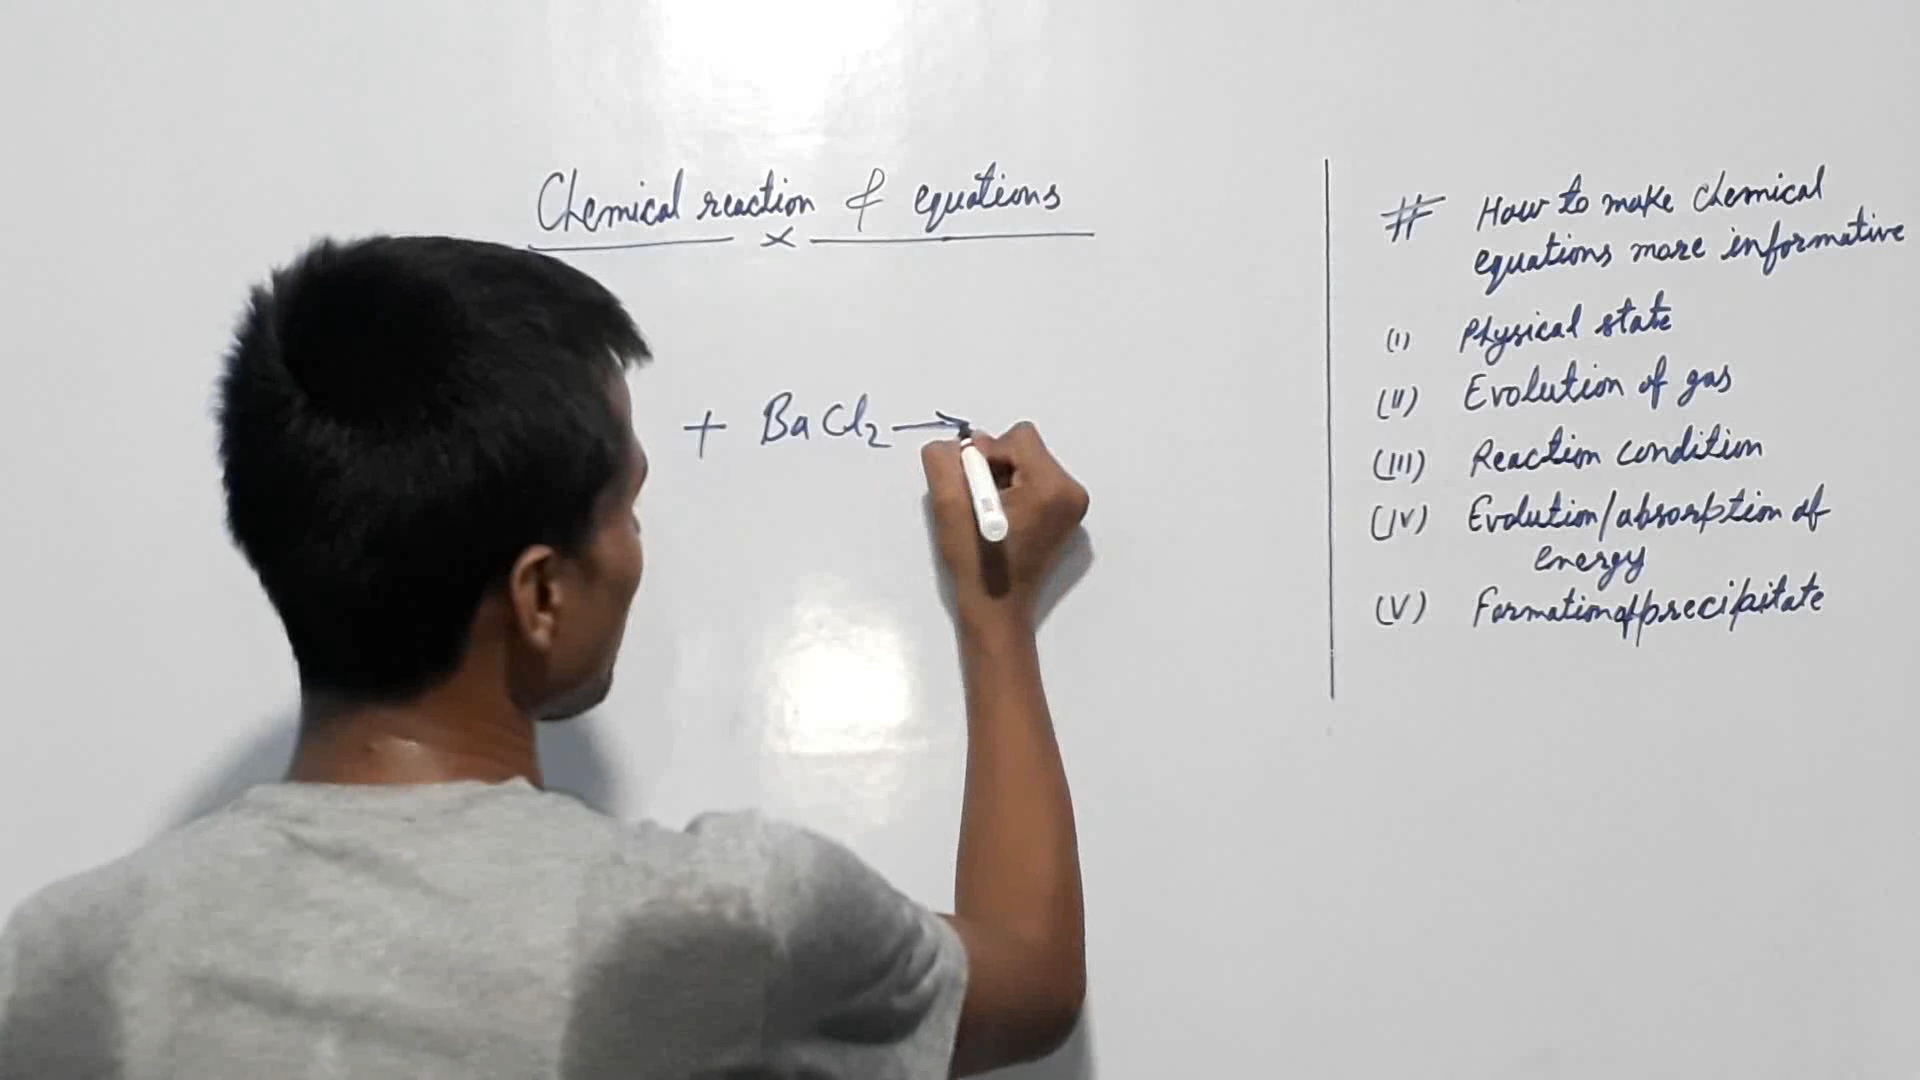 Chemical reaction & equations
x
+ BaCl2 →
# How to make chemical
equations more informative
(I) Physical state
(II) Evolution of gas
(III) Reaction condition
(IV) Evolution/absorption of
energy
(V) Formation of precipitate